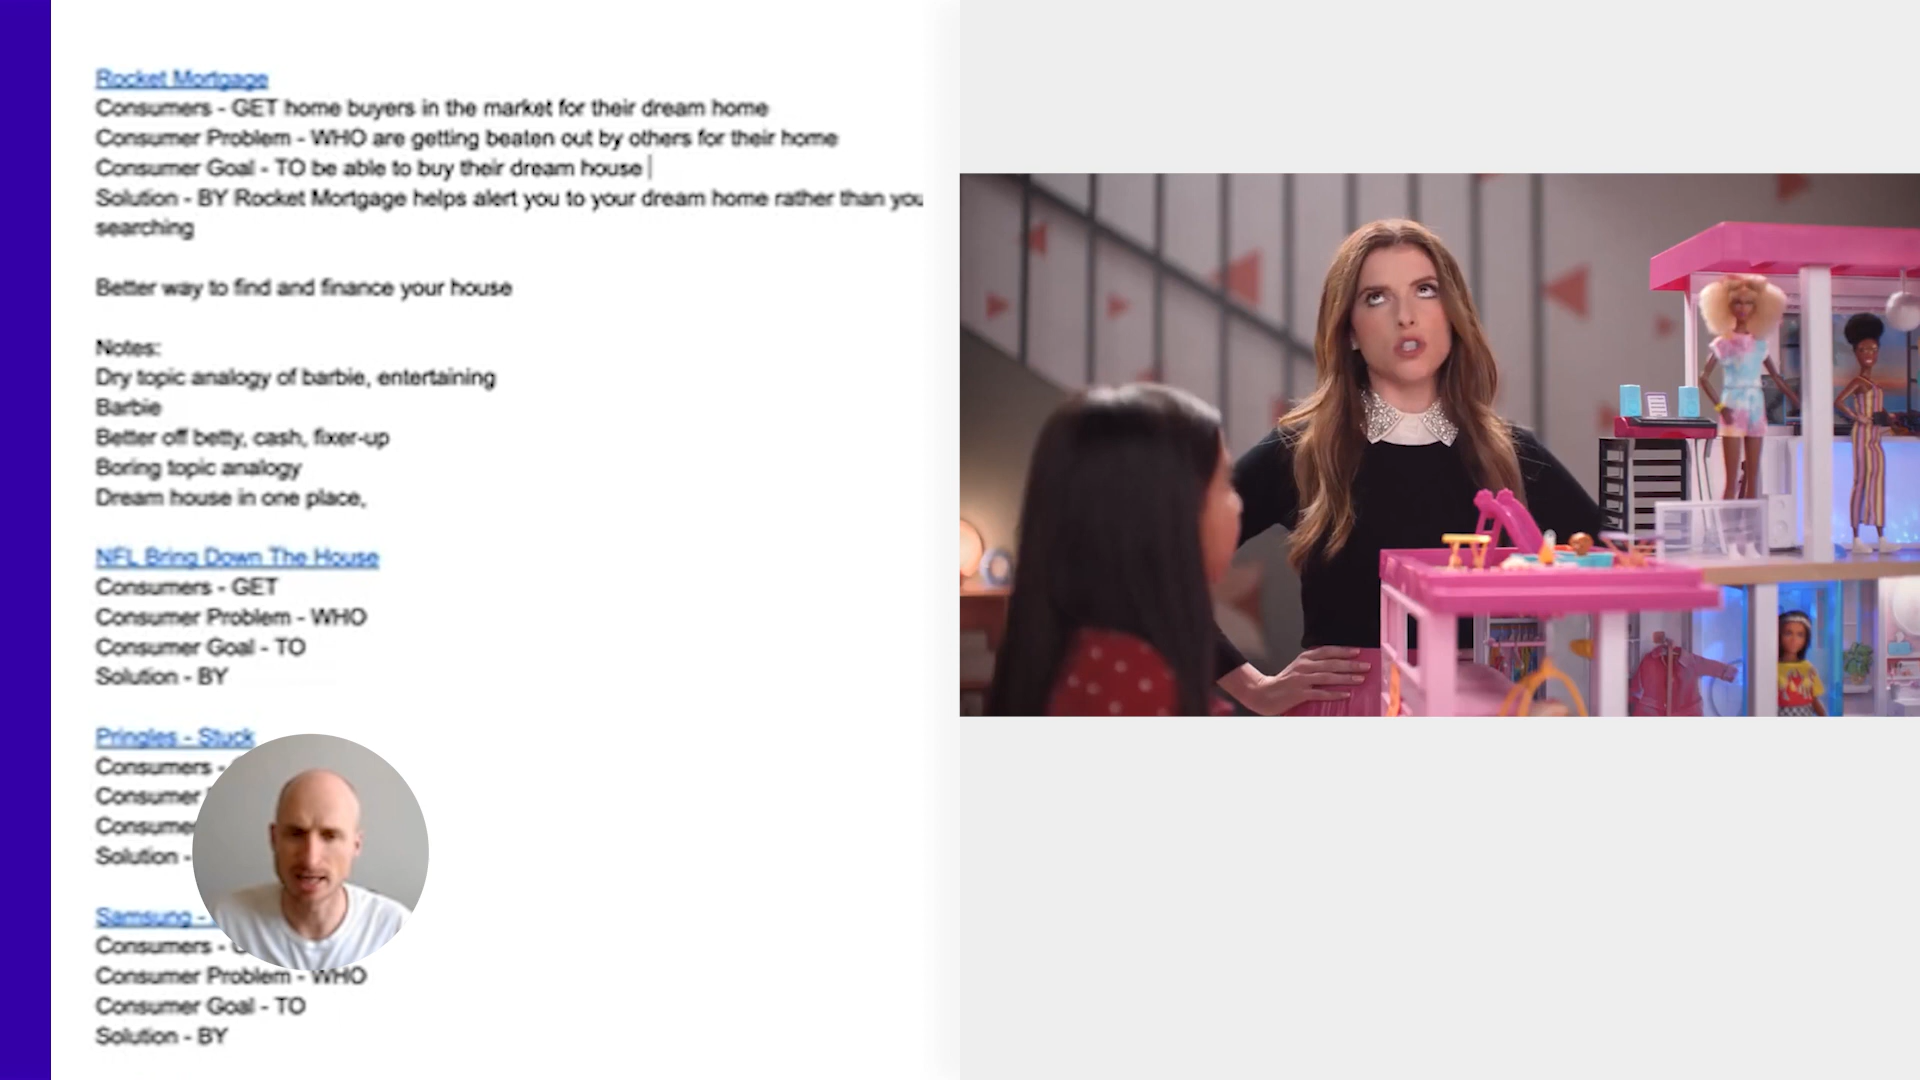 Rocket Mortgage
Consumers - GET home buyers in the market for their dream home
Consumer Problem - WHO are getting beaten out by others for their home
Consumer Goal - TO be able to buy their dream house
Solution - BY Rocket Mortgage helps alert you to your dream home rather than you
searching
Better way to find and finance your house
Notes:
Dry topic analogy of barbie, entertaining
Barbie
Better off betty, cash, fixer-up
Boring topic analogy
Dream house in one place,
NFL Bring Down The House
Consumers - GET
Consumer Problem - WHO
Consumer Goal - TO
Solution - BY
Pringles - Stuck
Consumers -
Consumer
Consumer
Solution -
Samsung -
Consumers -
Consumer Problem - WHO
Consumer Goal - TO
Solution - BY